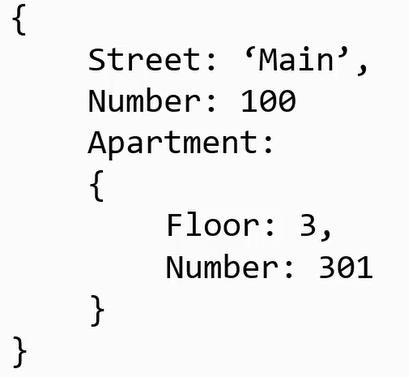 {
Street: ‘Main’,
Number: 100
Apartment:
{
Floor: 3,
Number: 301
}
}